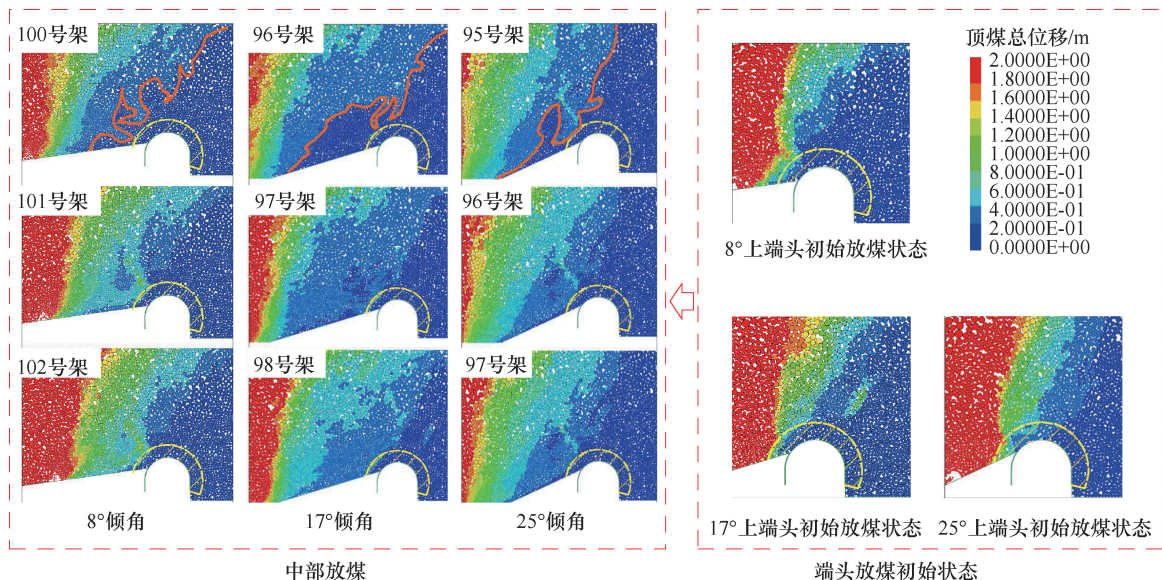 100号架
96号架
95号架
101号架
97号架
96号架
102号架
98号架
97号架
8°倾角
17°倾角
25°倾角
中部放煤
顶煤总位移/m
2.0000E+00
1.8000E+00
1.6000E+00
1.4000E+00
1.2000E+00
1.0000E+00
8.0000E-01
6.0000E-01
4.0000E-01
2.0000E-01
0.0000E+00
8°上端头初始放煤状态
17°上端头初始放煤状态
25°上端头初始放煤状态
端头放煤初始状态